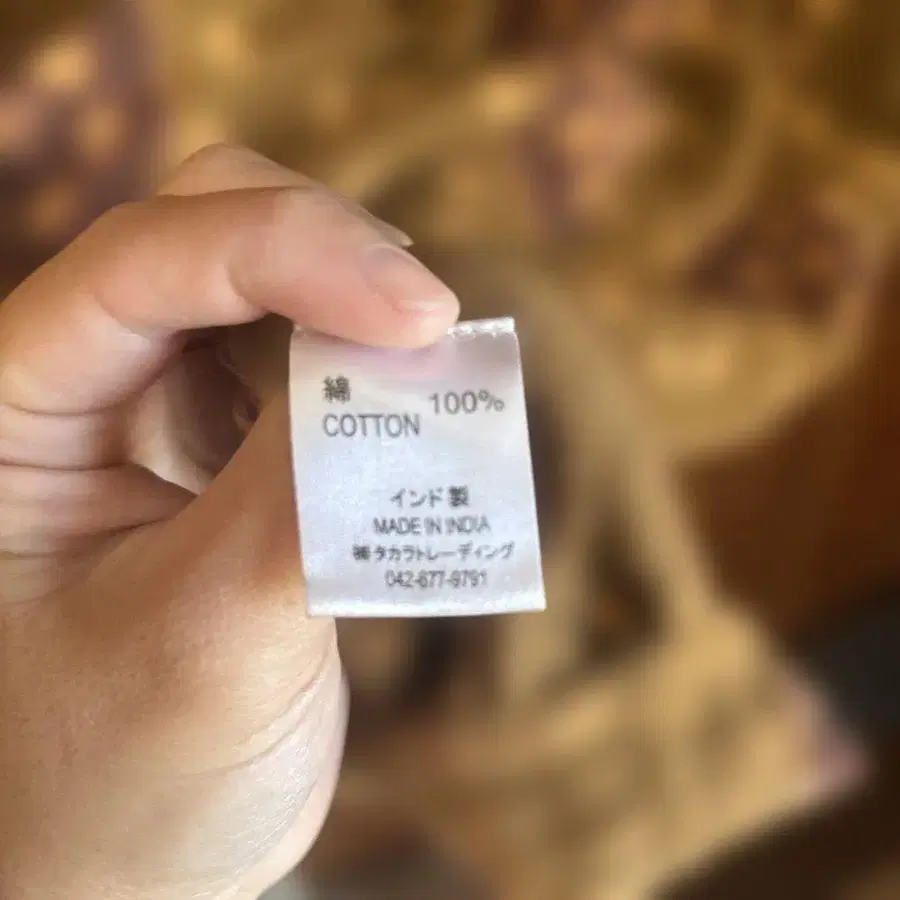 綿
COTTON 100%
インド製
MADE IN INDIA
㈱タカラトレーディング
042-677-9791